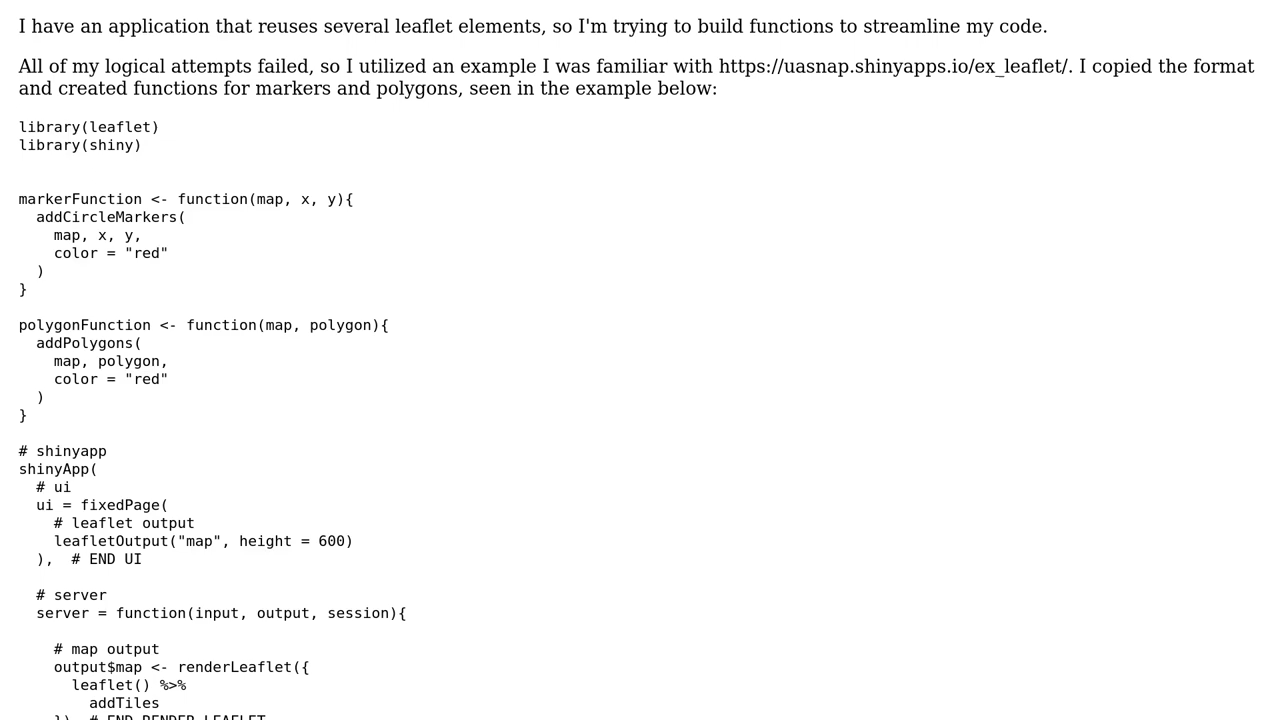 I have an application that reuses several leaflet elements, so I'm trying to build functions to streamline my code.
All of my logical attempts failed, so I utilized an example I was familiar with https://uasnap.shinyapps.io/ex_leaflet/. I copied the format
and created functions for markers and polygons, seen in the example below:
library(leaflet)
library(shiny)
markerFunction <- function(map, x, y){
  addCircleMarkers(
    map, x, y,
    color = "red"
  )
}
polygonFunction <- function(map, polygon){
  addPolygons(
    map, polygon,
    color = "red"
  )
}
# shinyapp
shinyApp(
  # ui
  ui = fixedPage(
    # leaflet output
    leafletOutput("map", height = 600)
  ),  # END UI
  # server
  server = function(input, output, session){
    # map output
    output$map <- renderLeaflet({
      leaflet() %>%
        addTiles
    })  # END RENDER LEAFLET